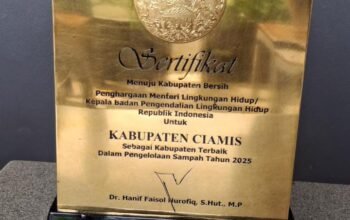 Sertifikat
Menuju Kabupaten Bersih
Penghargaan Menteri Lingkungan Hidup/
Kepala Badan Pengendalian Lingkungan Hidup
Republik Indonesia
Untuk
KABUPATEN CIAMIS
Sebagai Kabupaten Terbaik
Dalam Pengelolaan Sampah Tahun 2025
Dr. Hanif Faisol Nurofiq, S.Hut., M.P